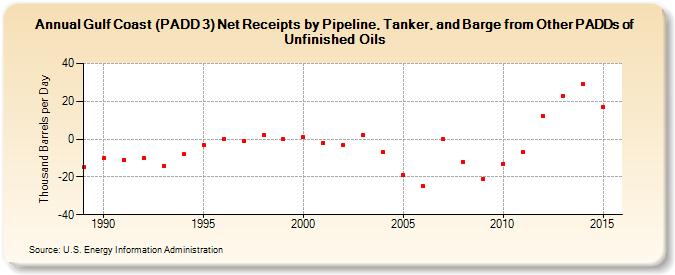 Annual Gulf Coast (PADD 3) Net Receipts by Pipeline, Tanker, and Barge from Other PADDs of
Unfinished Oils
Thousand Barrels per Day
40
20
0
-20
-40
1990
1995
2000
2005
2010
2015
Source: U.S. Energy Information Administration